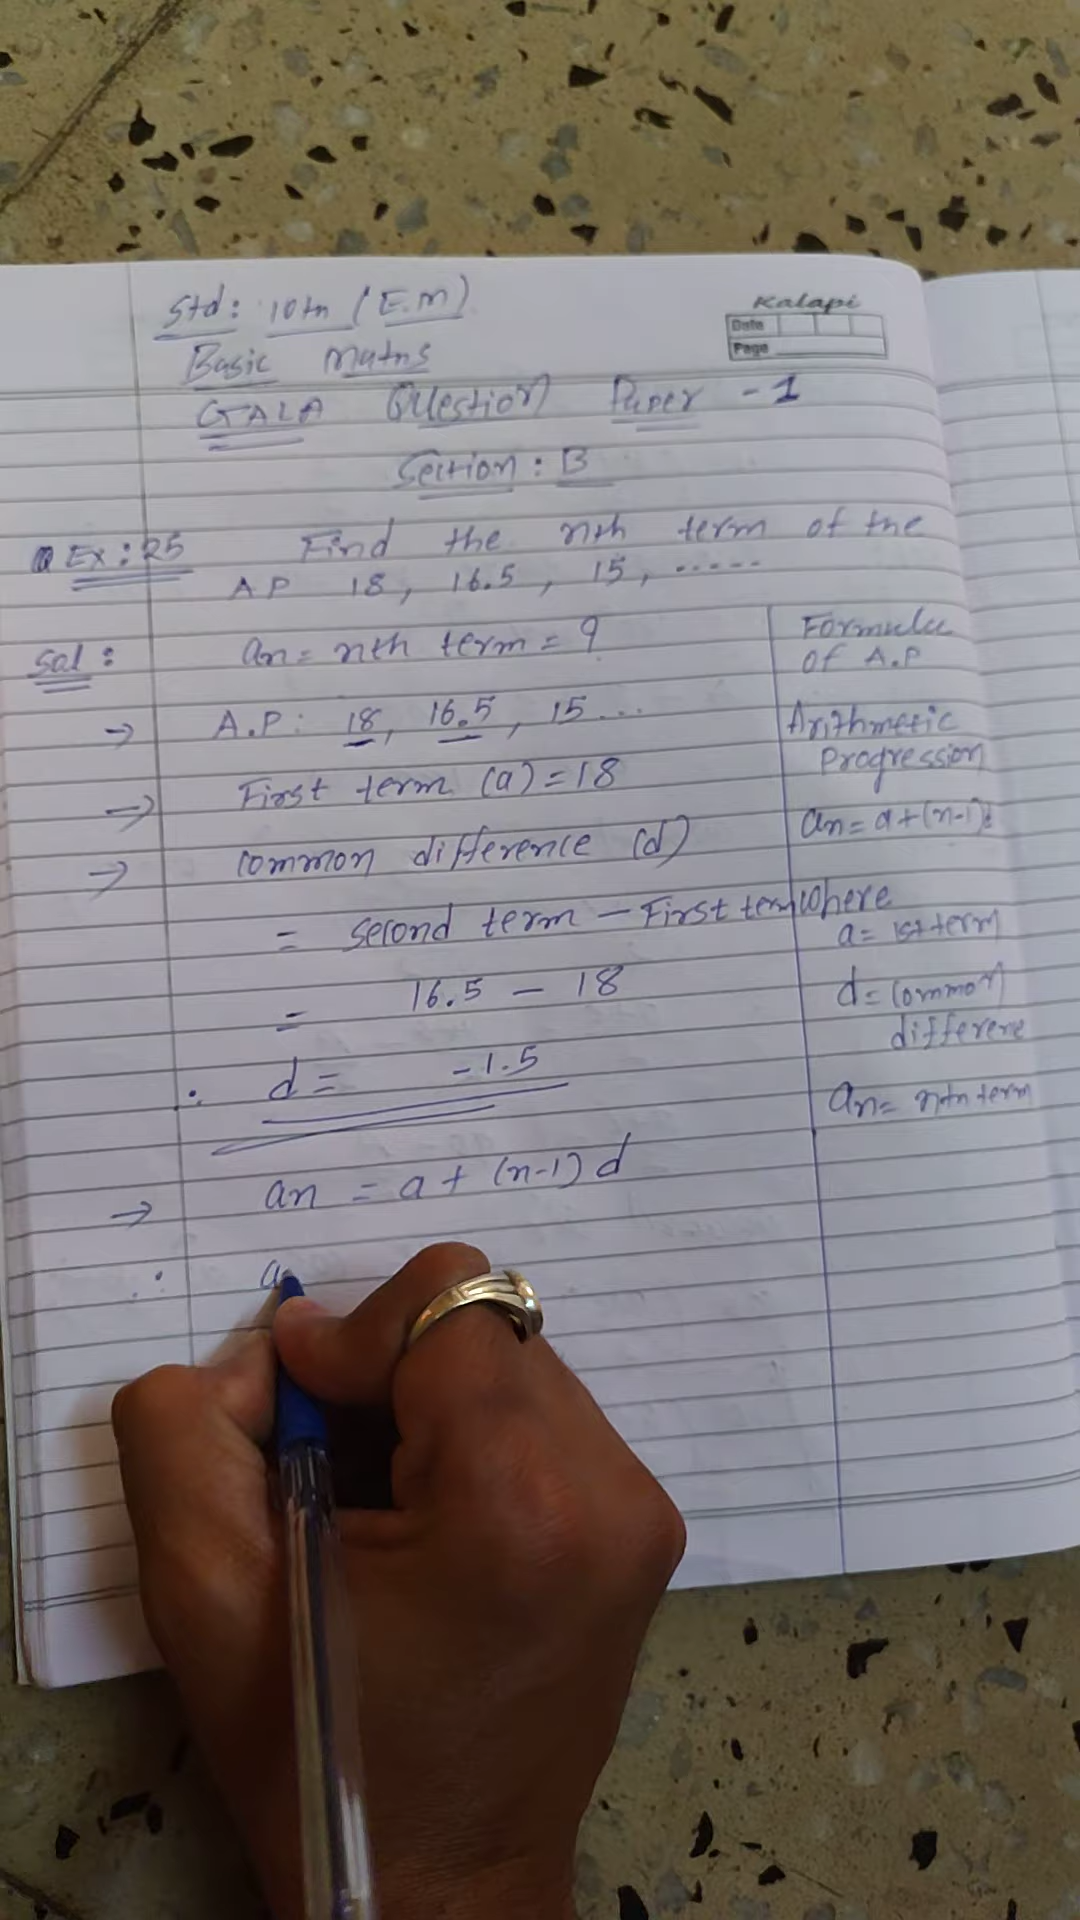 Std: 10th (E.M)
Kalapi
Date
Page
Basic Maths
GALA Question Paper - 1
Section : B
Ex: 25 Find the nth term of the
AP 18, 16.5, 15, .....
Sol: an = nth term = ?
Formula
of A.P
→ A.P: 18, 16.5, 15...
Arithmetic
Progression
→ First term (a) = 18
an = a + (n-1)
→ Common difference (d)
= Second term - First term
Where
a = 1st term
= 16.5 - 18
d = Common
differene
∴ d = -1.5
an = nth term
→ an = a + (n-1) d
∴ a